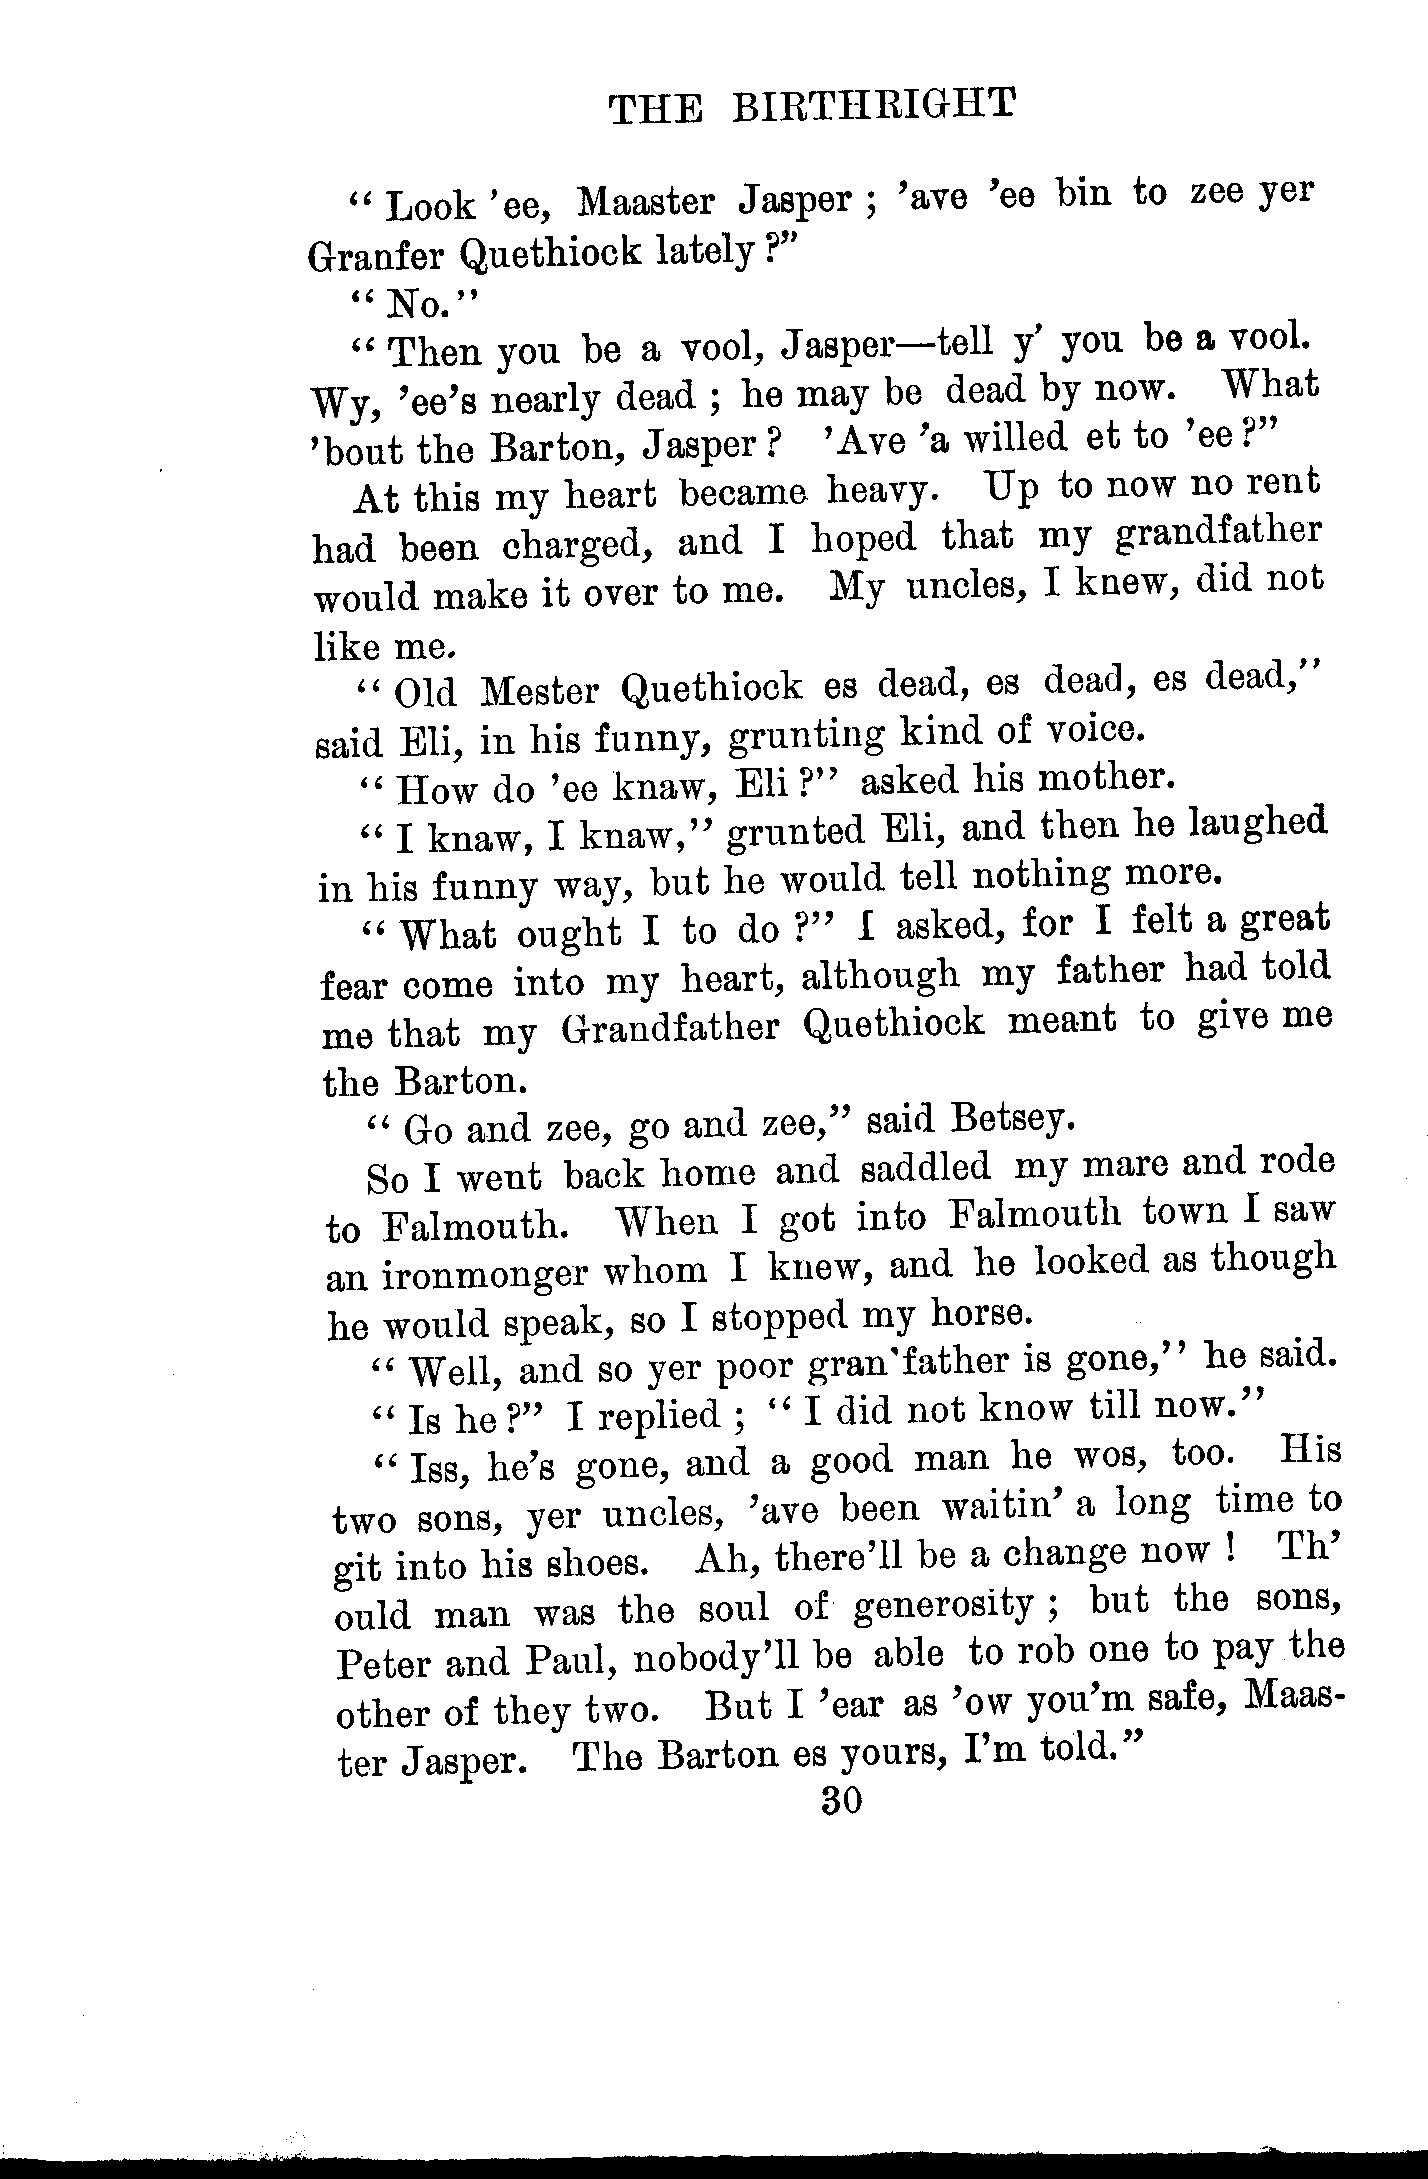 THE BIRTHRIGHT
“ Look 'ee, Maaster Jasper ; 'ave 'ee bin to zee yer
Granfer Quethiock lately ?”
“ No.”
“ Then you be a vool, Jasper—tell y' you be a vool.
Wy, 'ee's nearly dead ; he may be dead by now. What
'bout the Barton, Jasper ? 'Ave 'a willed et to 'ee ?”
At this my heart became heavy. Up to now no rent
had been charged, and I hoped that my grandfather
would make it over to me. My uncles, I knew, did not
like me.
“ Old Mester Quethiock es dead, es dead, es dead,”
said Eli, in his funny, grunting kind of voice.
“ How do 'ee knaw, Eli ?” asked his mother.
“ I knaw, I knaw,” grunted Eli, and then he laughed
in his funny way, but he would tell nothing more.
“ What ought I to do ?” I asked, for I felt a great
fear come into my heart, although my father had told
me that my Grandfather Quethiock meant to give me
the Barton.
“ Go and zee, go and zee,” said Betsey.
So I went back home and saddled my mare and rode
to Falmouth. When I got into Falmouth town I saw
an ironmonger whom I knew, and he looked as though
he would speak, so I stopped my horse.
“ Well, and so yer poor gran'father is gone,” he said.
“ Is he ?” I replied ; “ I did not know till now.”
“ Iss, he's gone, and a good man he wos, too. His
two sons, yer uncles, 'ave been waitin' a long time to
git into his shoes. Ah, there'll be a change now ! Th'
ould man was the soul of generosity ; but the sons,
Peter and Paul, nobody'll be able to rob one to pay the
other of they two. But I 'ear as 'ow you'm safe, Maas-
ter Jasper. The Barton es yours, I'm told.”
30